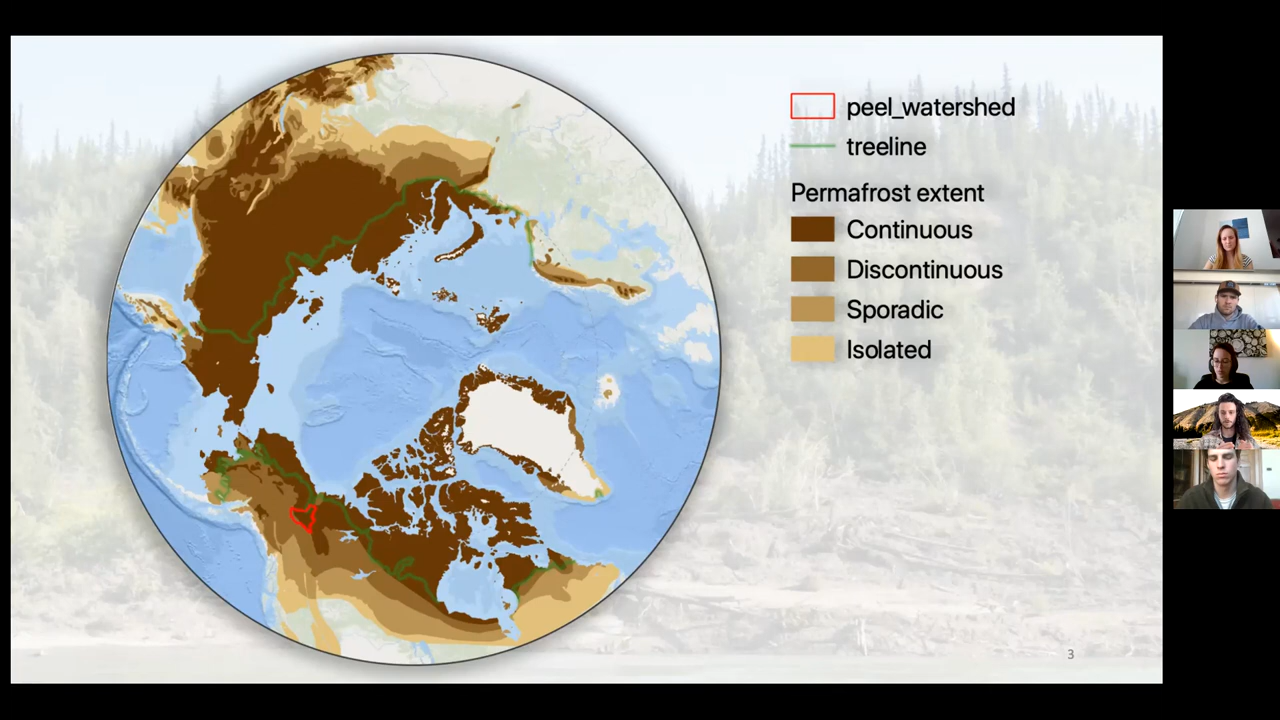 peel_watershed
treeline
Permafrost extent
Continuous
Discontinuous
Sporadic
Isolated
3